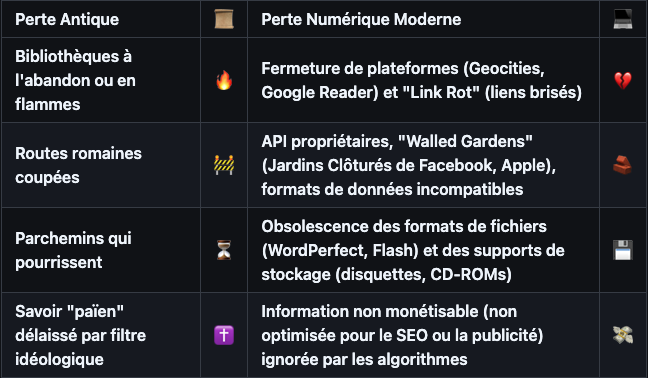 Perte Antique 📜 Perte Numérique Moderne 💻
Bibliothèques à
l'abandon ou en
flammes
🔥
Fermeture de plateformes (Geocities,
Google Reader) et "Link Rot" (liens brisés)
💔
Routes romaines
coupées
🚧
API propriétaires, "Walled Gardens"
(Jardins Clôturés de Facebook, Apple),
formats de données incompatibles
🧱
Parchemins qui
pourrissent
⏳
Obsolescence des formats de fichiers
(WordPerfect, Flash) et des supports de
stockage (disquettes, CD-ROMs)
💾
Savoir "païen"
délaissé par filtre
idéologique
✝️
Information non monétisable (non
optimisée pour le SEO ou la publicité)
ignorée par les algorithmes
💸